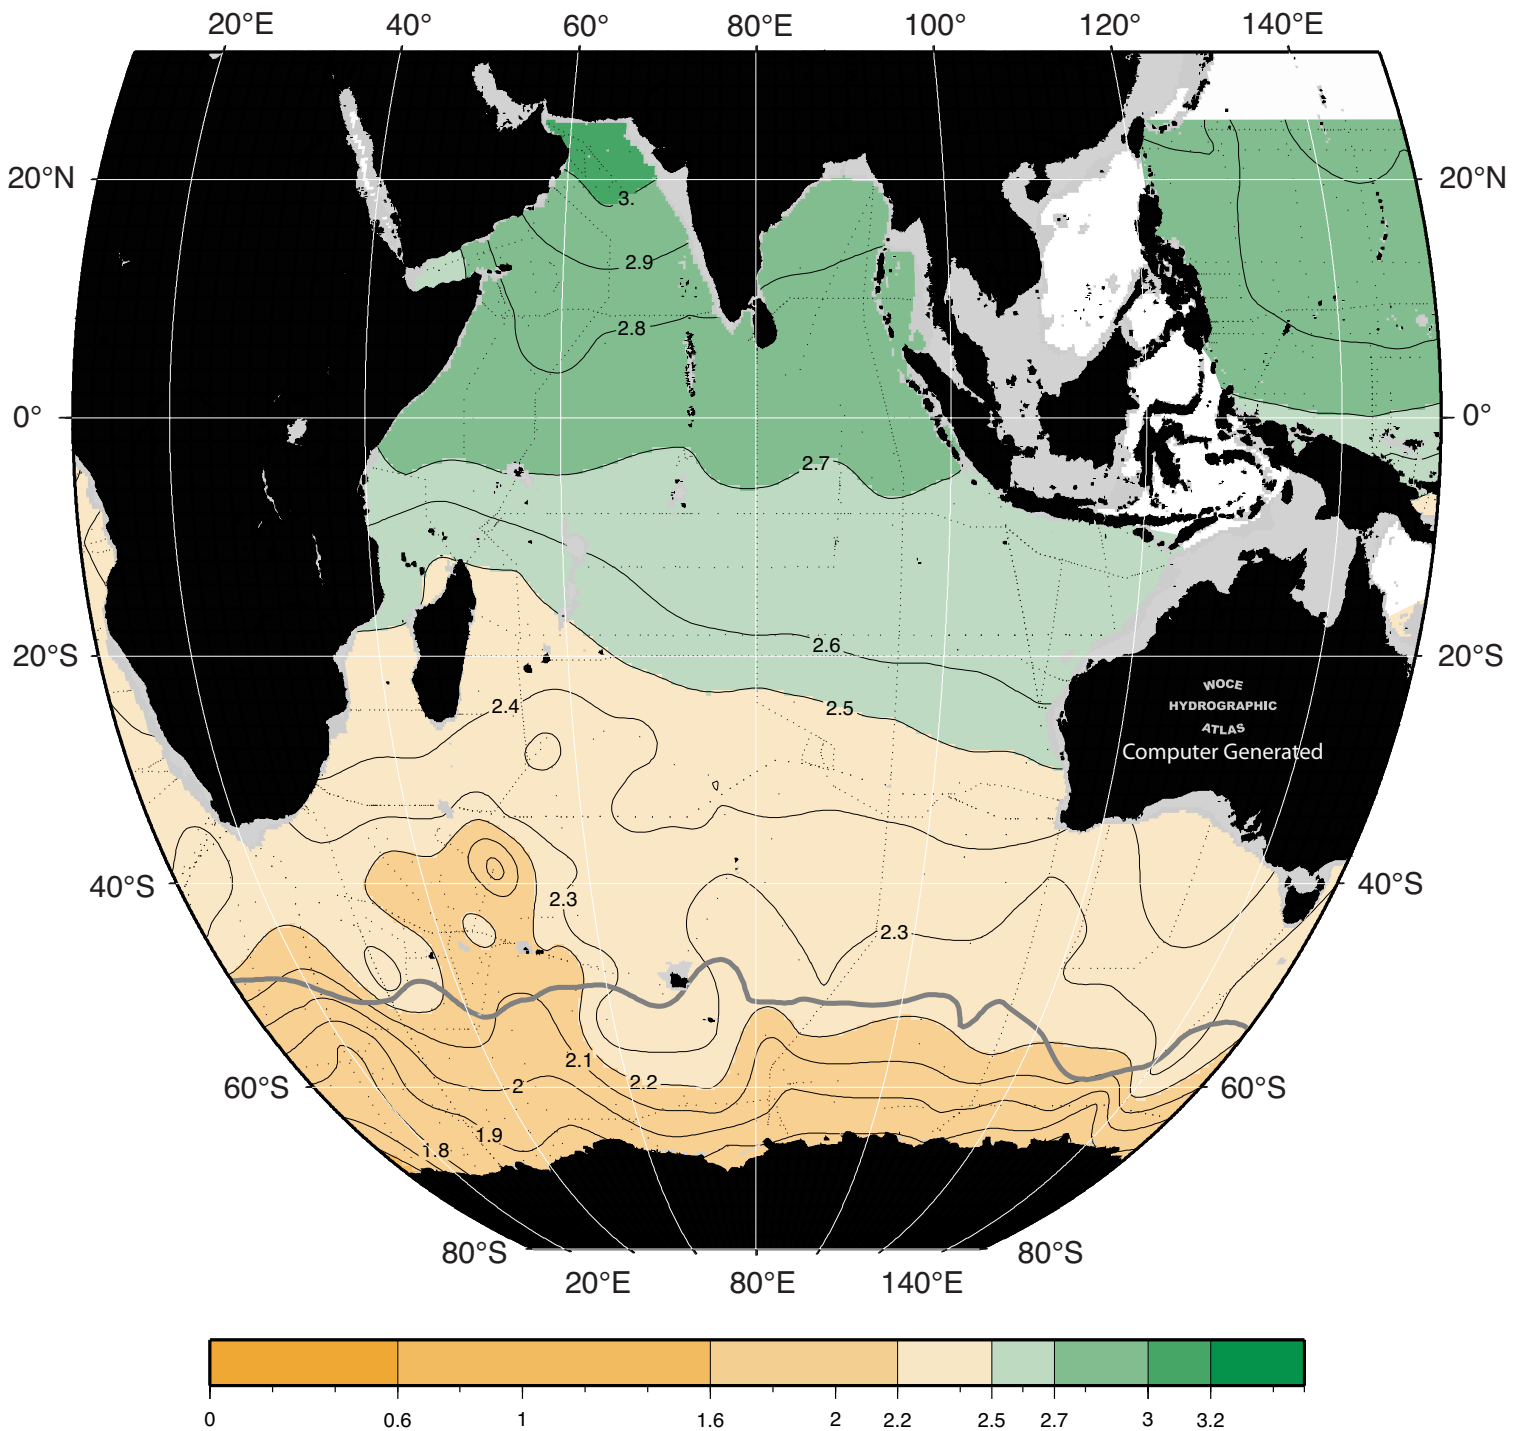 20°E 40° 60° 80°E 100° 120° 140°E
20°N 20°N
3.
2.9
2.8
0° 0°
2.7
20°S 2.6 20°S
WOCE
HYDROGRAPHIC
ATLAS
Computer Generated
2.4 2.5
40°S 40°S
2.3
2.3
2.1
2 2.2
60°S 60°S
1.9
1.8
80°S 80°S
20°E 80°E 140°E
0 0.6 1 1.6 2 2.2 2.5 2.7 3 3.2